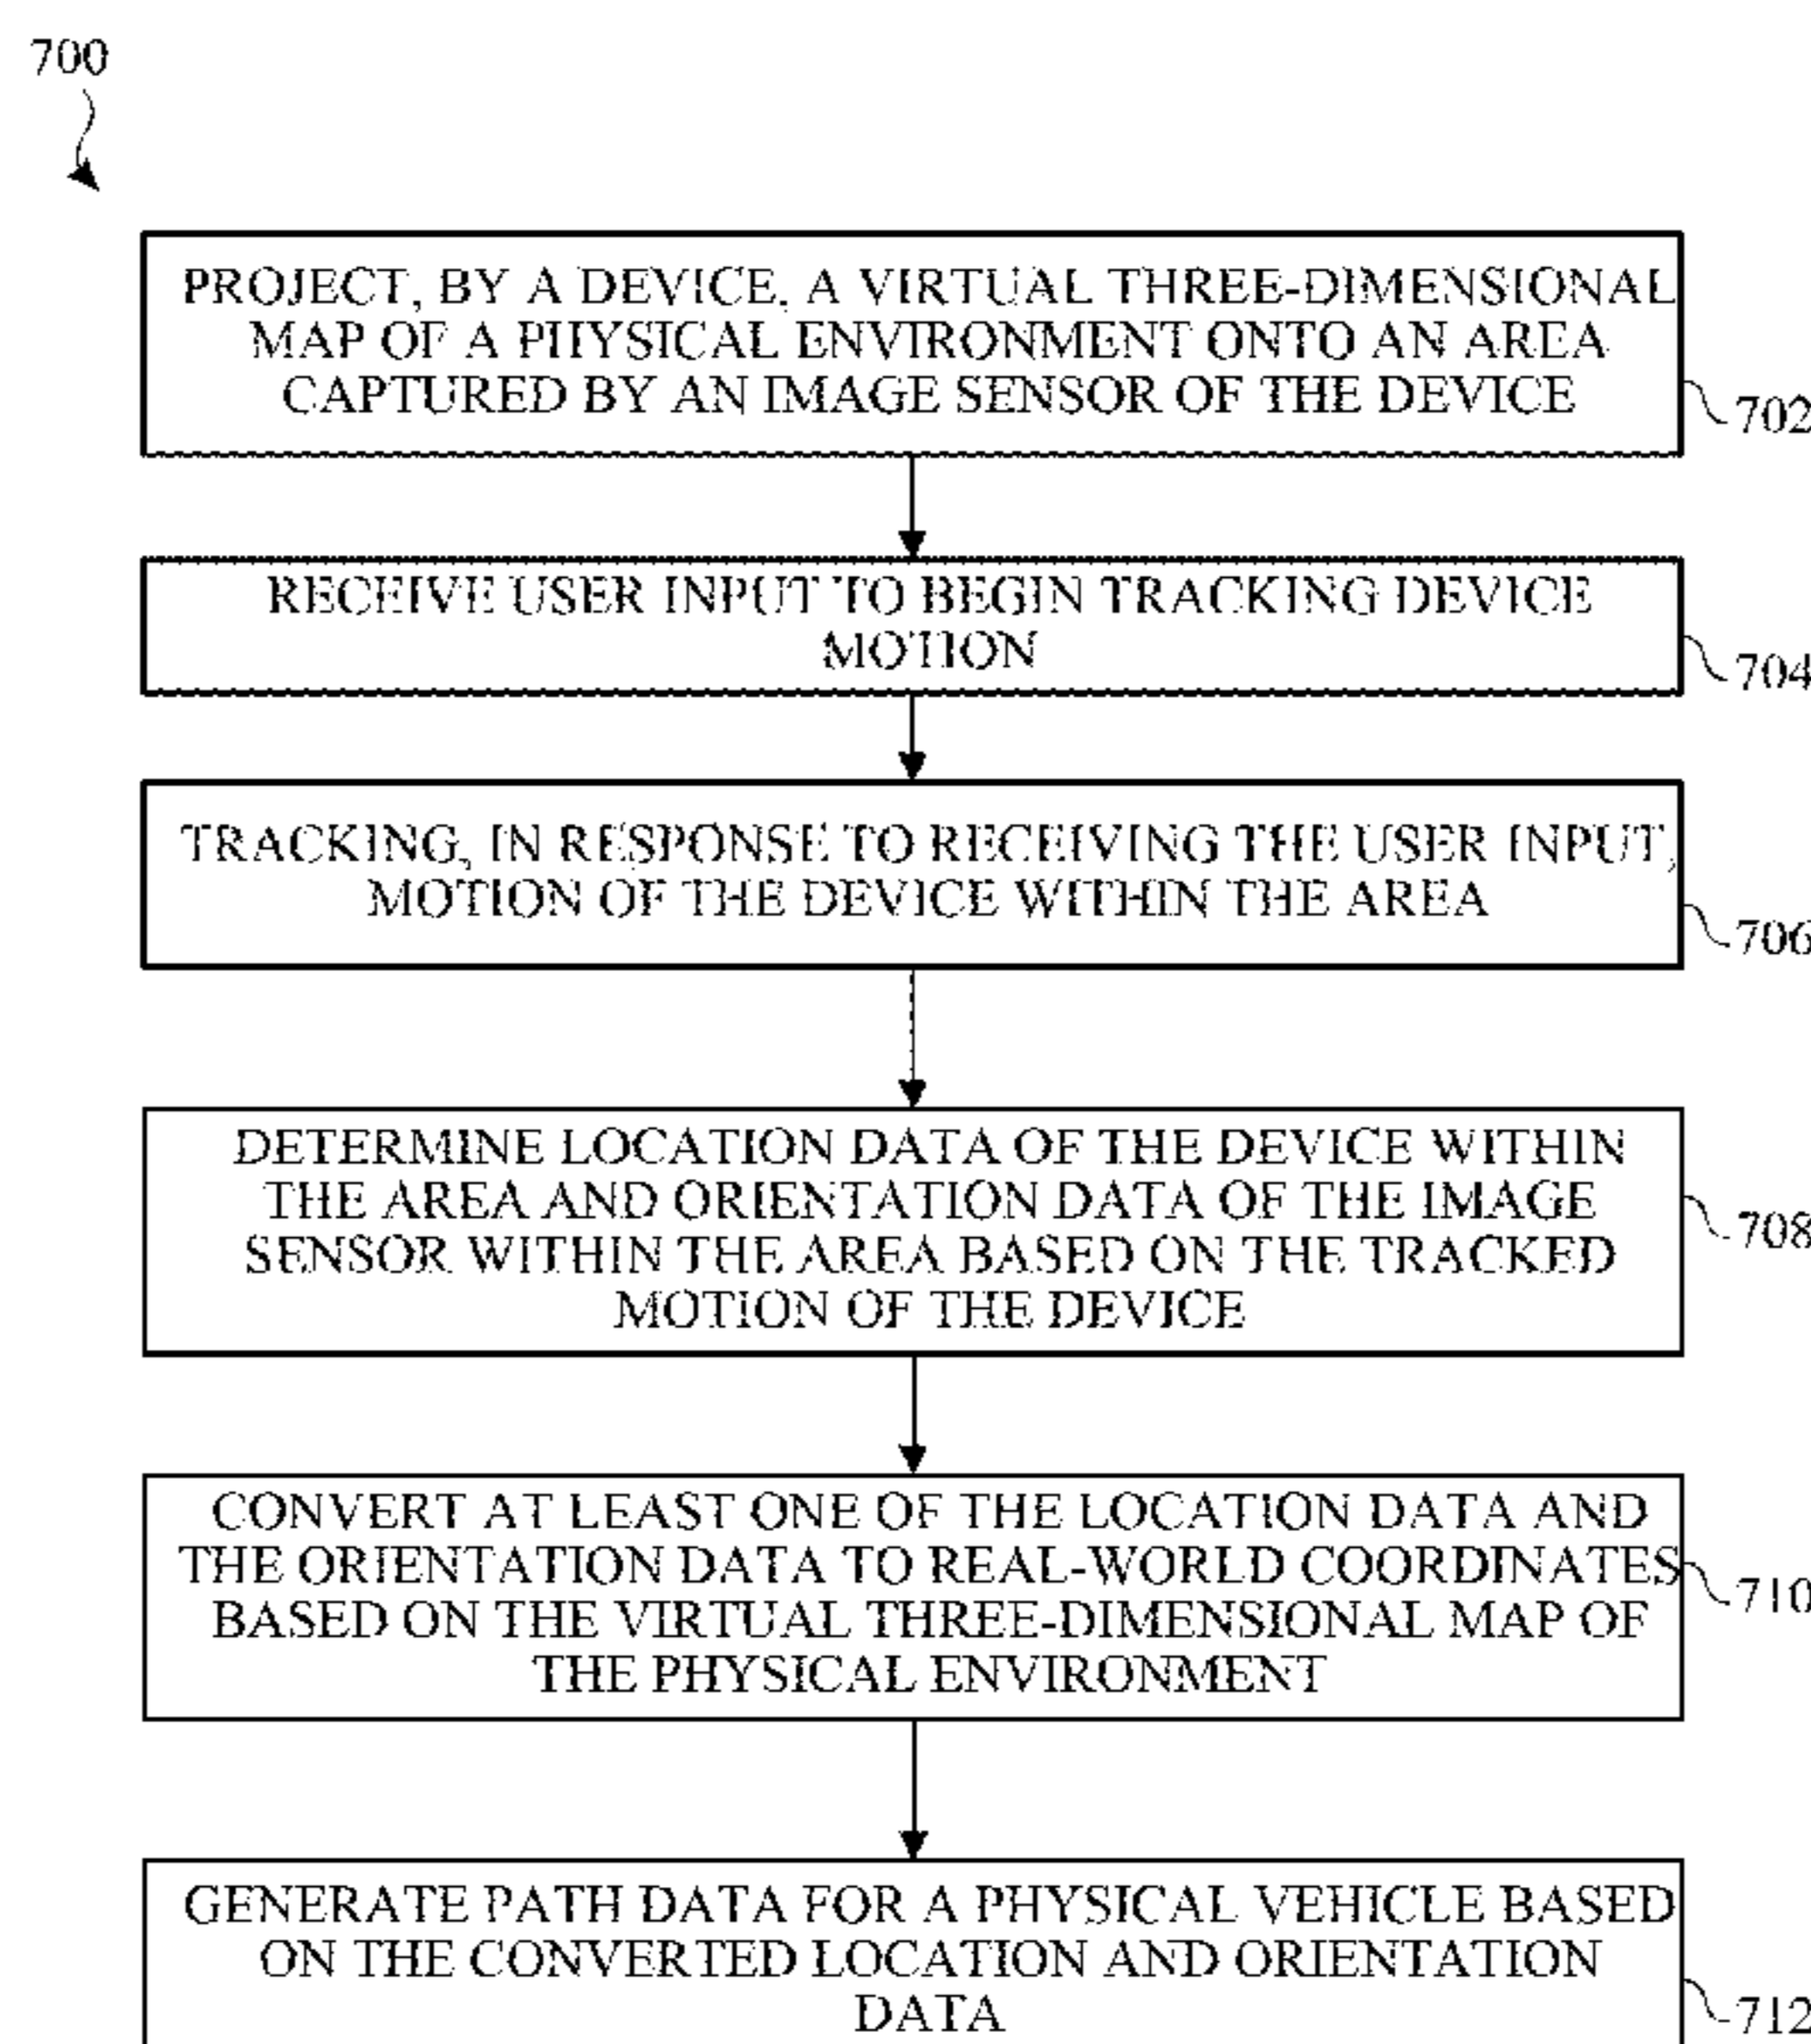 700
PROJECT, BY A DEVICE, A VIRTUAL THREE-DIMENSIONAL
MAP OF A PHYSICAL ENVIRONMENT ONTO AN AREA
CAPTURED BY AN IMAGE SENSOR OF THE DEVICE
702
RECEIVE USER INPUT TO BEGIN TRACKING DEVICE
MOTION
704
TRACKING, IN RESPONSE TO RECEIVING THE USER INPUT,
MOTION OF THE DEVICE WITHIN THE AREA
706
DETERMINE LOCATION DATA OF THE DEVICE WITHIN
THE AREA AND ORIENTATION DATA OF THE IMAGE
SENSOR WITHIN THE AREA BASED ON THE TRACKED
MOTION OF THE DEVICE
708
CONVERT AT LEAST ONE OF THE LOCATION DATA AND
THE ORIENTATION DATA TO REAL-WORLD COORDINATES
BASED ON THE VIRTUAL THREE-DIMENSIONAL MAP OF
THE PHYSICAL ENVIRONMENT
710
GENERATE PATH DATA FOR A PHYSICAL VEHICLE BASED
ON THE CONVERTED LOCATION AND ORIENTATION
DATA
712